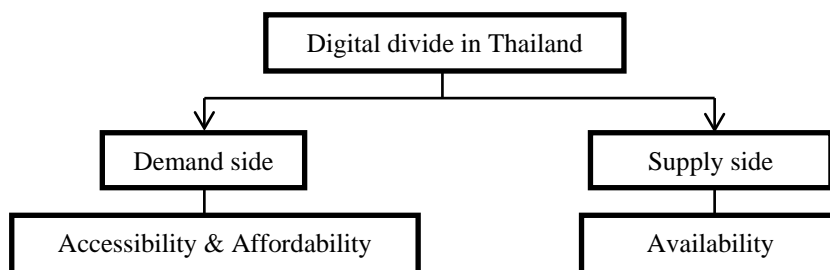 Digital divide in Thailand
Demand side
Supply side
Accessibility & Affordability
Availability